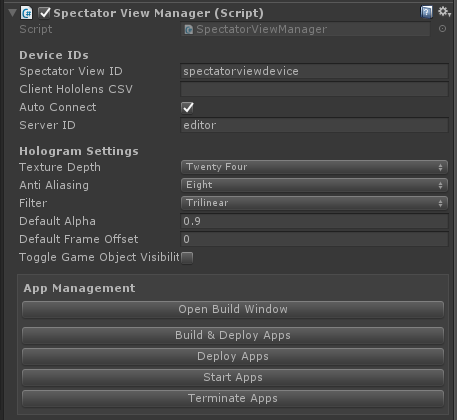 Spectator View Manager (Script)
Script SpectatorViewManager
Device IDs
Spectator View ID spectatorviewdevice
Client Hololens CSV
Auto Connect
Server ID editor
Hologram Settings
Texture Depth Twenty Four
Anti Aliasing Eight
Filter Trilinear
Default Alpha 0.9
Default Frame Offset 0
Toggle Game Object Visibilit
App Management
Open Build Window
Build & Deploy Apps
Deploy Apps
Start Apps
Terminate Apps